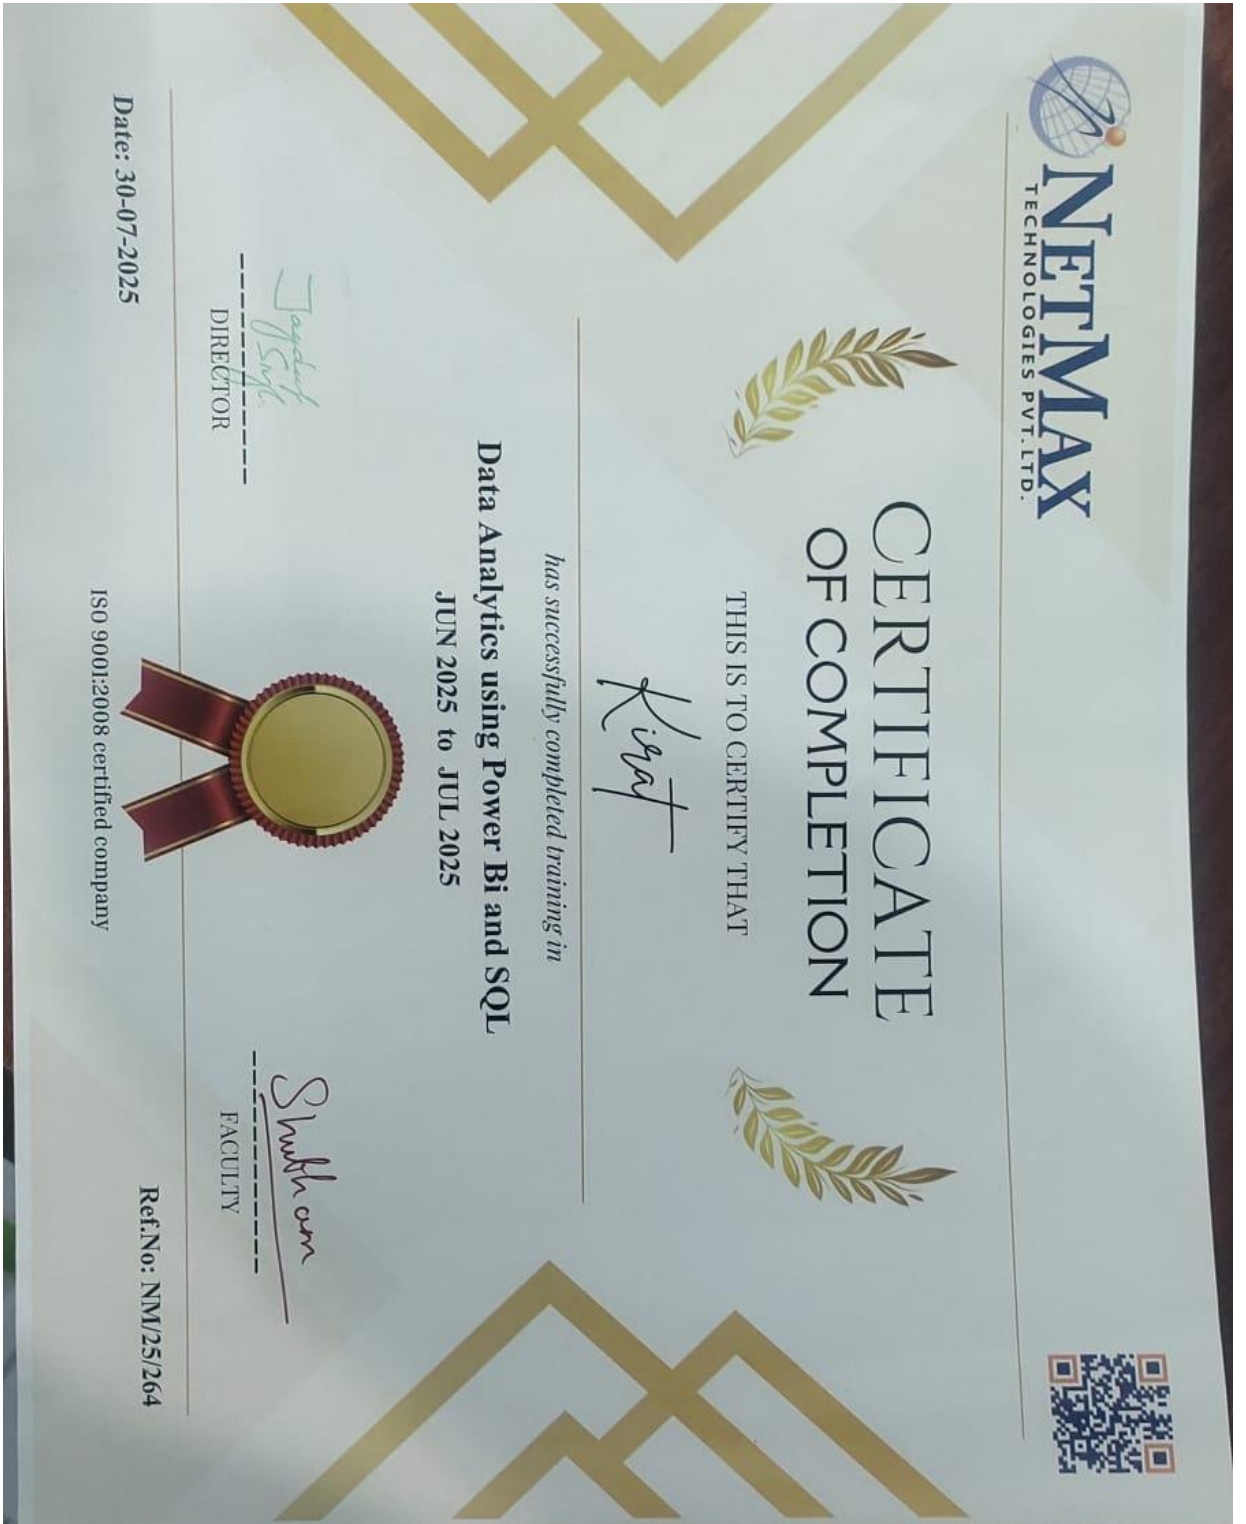 NETMAX
TECHNOLOGIES PVT. LTD.
CERTIFICATE
OF COMPLETION
THIS IS TO CERTIFY THAT
Kirat
has successfully completed training in
Data Analytics using Power Bi and SQL
JUN 2025 to JUL 2025
Shubham
DIRECTOR
FACULTY
Date: 30-07-2025
ISO 9001:2008 certified company
Ref.No: NM/25/264